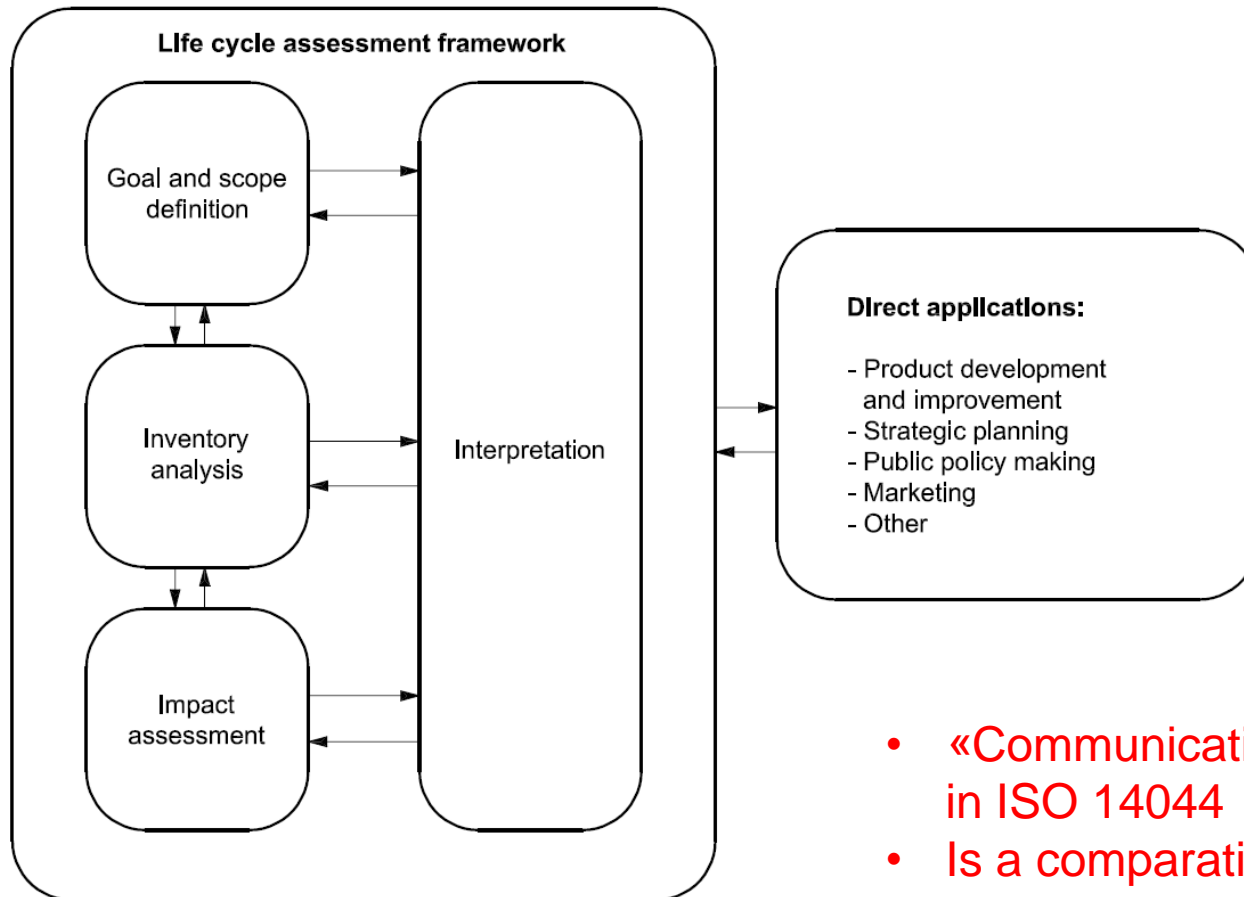 Life cycle assessment framework
Goal and scope
definition
Inventory
analysis
Impact
assessment
Interpretation
Direct applications:
- Product development
and improvement
- Strategic planning
- Public policy making
- Marketing
- Other
• «Communicati
in ISO 14044
• Is a comparati